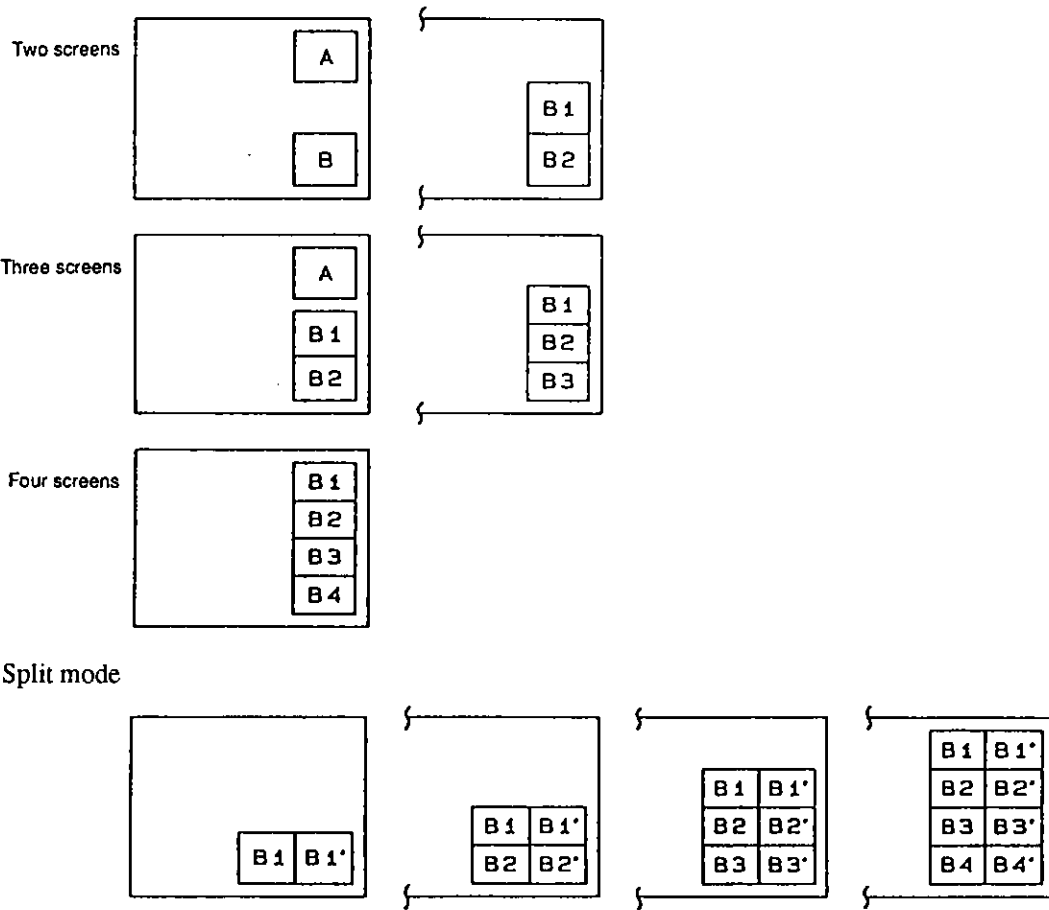 Two screens
A
B
B1
B2
Three screens
A
B1
B2
B1
B2
B3
Four screens
B1
B2
B3
B4
Split mode
B1 B1'
B1 B1'
B2 B2'
B1 B1'
B2 B2'
B3 B3'
B1 B1'
B2 B2'
B3 B3'
B4 B4'